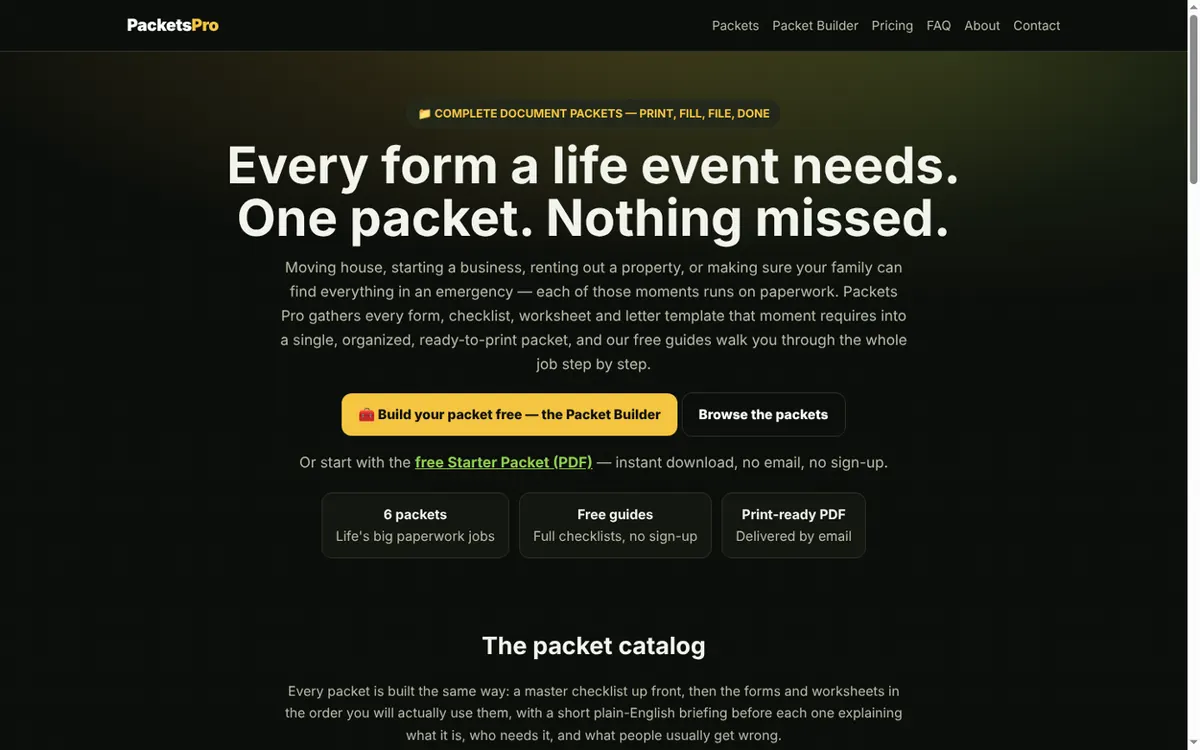 PacketsPro
Packets Packet Builder Pricing FAQ About Contact
📁 COMPLETE DOCUMENT PACKETS — PRINT, FILL, FILE, DONE
Every form a life event needs.
One packet. Nothing missed.
Moving house, starting a business, renting out a property, or making sure your family can
find everything in an emergency — each of those moments runs on paperwork. Packets
Pro gathers every form, checklist, worksheet and letter template that moment requires into
a single, organized, ready-to-print packet, and our free guides walk you through the whole
job step by step.
🧰 Build your packet free — the Packet Builder
Browse the packets
Or start with the free Starter Packet (PDF) — instant download, no email, no sign-up.
6 packets
Life's big paperwork jobs
Free guides
Full checklists, no sign-up
Print-ready PDF
Delivered by email
The packet catalog
Every packet is built the same way: a master checklist up front, then the forms and worksheets in
the order you will actually use them, with a short plain-English briefing before each one explaining
what it is, who needs it, and what people usually get wrong.